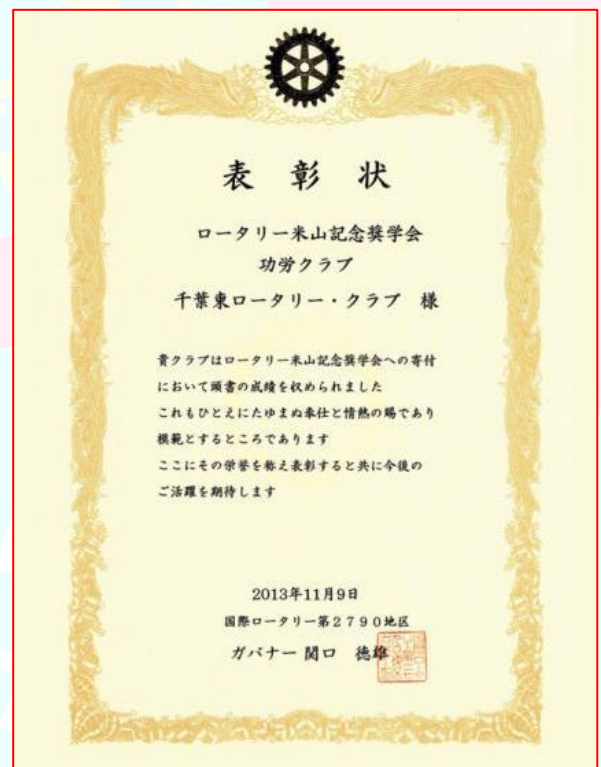 表 彰 状
ロータリー米山記念奨学会
功労クラブ
千葉東ロータリー・クラブ 様
貴クラブはロータリー米山記念奨学会への寄付
において頭書の成績を収められました
これもひとえにたゆまぬ奉仕と情熱の賜であり
模範とするところであります
ここにその栄誉を称え表彰すると共に今後の
ご活躍を期待します
2013年11月9日
国際ロータリー第2790地区
ガバナー 関口 徳雄